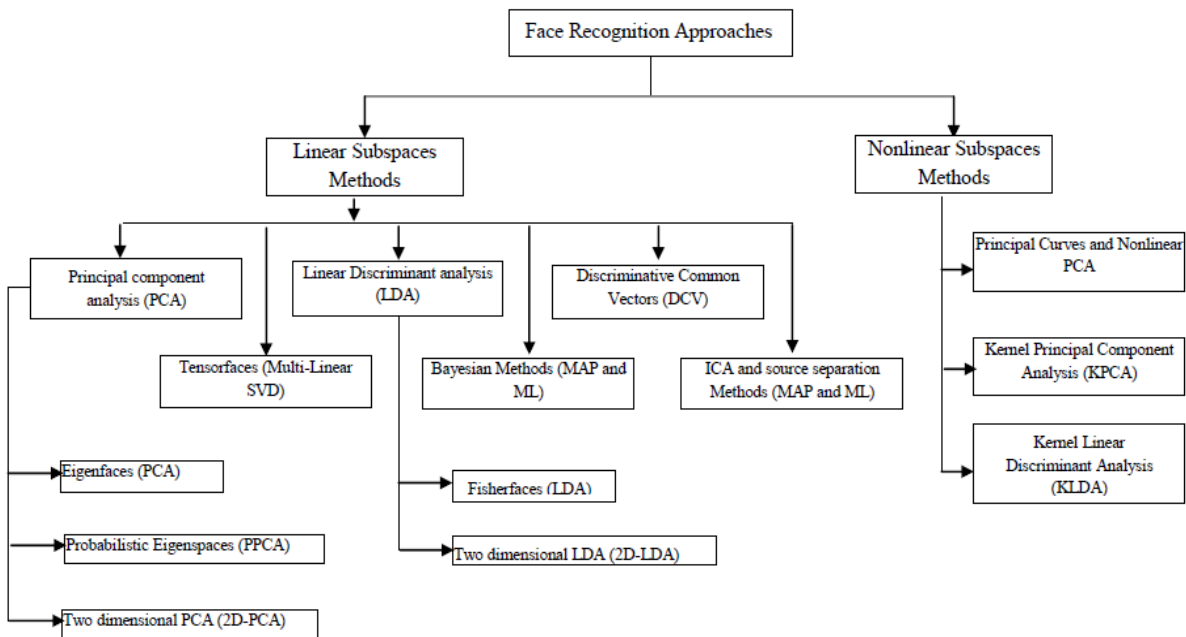 Face Recognition Approaches
Linear Subspaces
Methods
Nonlinear Subspaces
Methods
Principal component
analysis (PCA)
Linear Discriminant analysis
(LDA)
Discriminative Common
Vectors (DCV)
Tensorfaces (Multi-Linear
SVD)
Bayesian Methods (MAP and
ML)
ICA and source separation
Methods (MAP and ML)
Principal Curves and Nonlinear
PCA
Kernel Principal Component
Analysis (KPCA)
Kernel Linear
Discriminant Analysis
(KLDA)
Eigenfaces (PCA)
Probabilistic Eigenspaces (PPCA)
Two dimensional PCA (2D-PCA)
Fisherfaces (LDA)
Two dimensional LDA (2D-LDA)